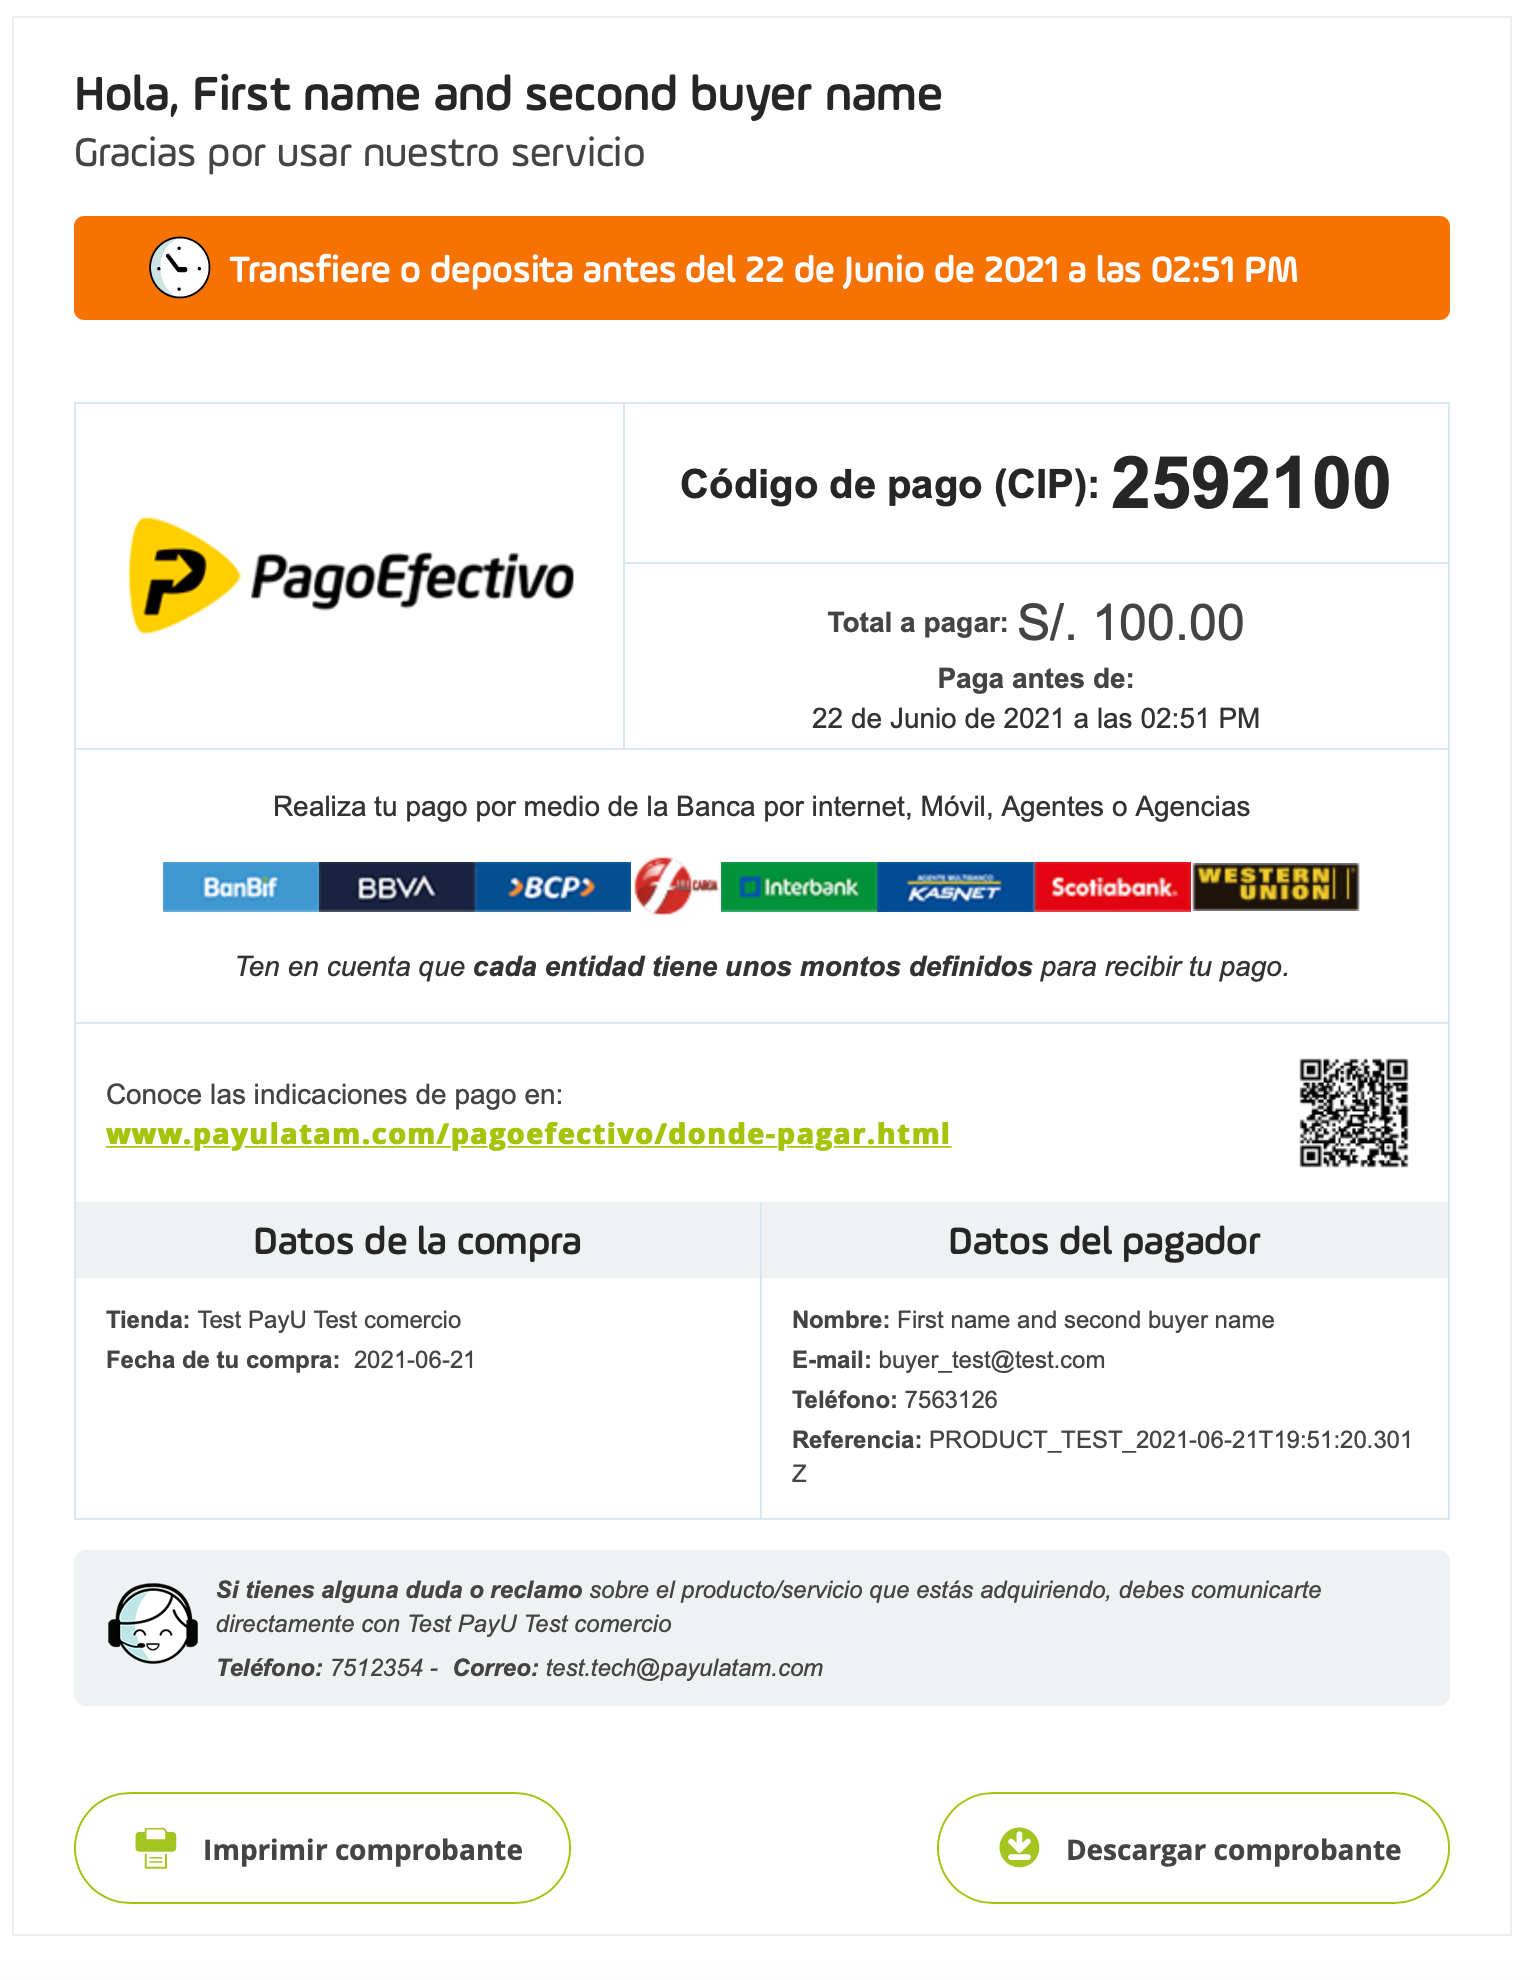 Hola, First name and second buyer name
Gracias por usar nuestro servicio
Transfiere o deposita antes del 22 de Junio de 2021 a las 02:51 PM
Código de pago (CIP): 2592100
PagoEfectivo
Total a pagar: S/. 100.00
Paga antes de:
22 de Junio de 2021 a las 02:51 PM
Realiza tu pago por medio de la Banca por internet, Móvil, Agentes o Agencias
BanBif BBVA BCP CARGA Interbank AGENTE MULTIBANCO KASNET Scotiabank. WESTERN UNION
Ten en cuenta que cada entidad tiene unos montos definidos para recibir tu pago.
Conoce las indicaciones de pago en:
www.payulatam.com/pagoefectivo/donde-pagar.html
Datos de la compra
Tienda: Test PayU Test comercio
Fecha de tu compra: 2021-06-21
Datos del pagador
Nombre: First name and second buyer name
E-mail: buyer_test@test.com
Teléfono: 7563126
Referencia: PRODUCT_TEST_2021-06-21T19:51:20.301
Z
Si tienes alguna duda o reclamo sobre el producto/servicio que estás adquiriendo, debes comunicarte
directamente con Test PayU Test comercio
Teléfono: 7512354 - Correo: test.tech@payulatam.com
Imprimir comprobante
Descargar comprobante